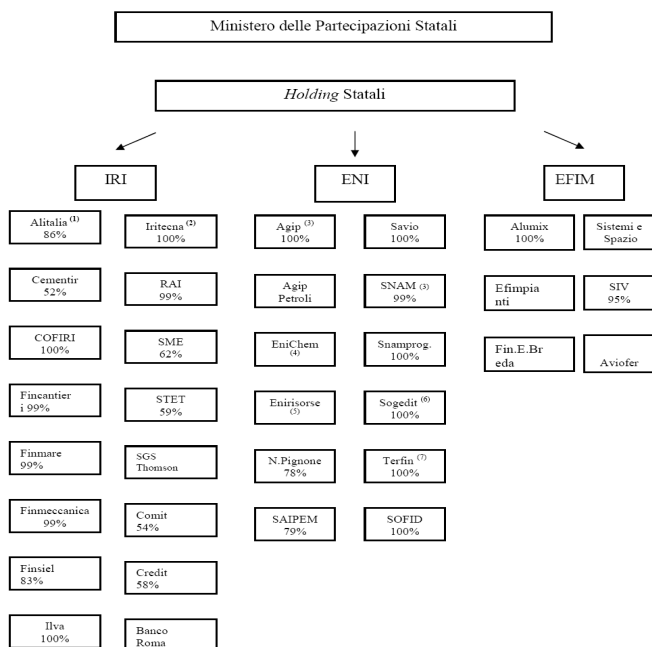 Ministero delle Partecipazioni Statali
Holding Statali
IRI
ENI
EFIM
Alitalia (1)
86%
Iritecna (2)
100%
Agip (3)
100%
Savio
100%
Alumix
100%
Sistemi e
Spazio
Cementir
52%
RAI
99%
Agip
Petroli
SNAM (3)
99%
Efimpia
nti
SIV
95%
COFIRI
100%
SME
62%
EniChem
(4)
Snamprog.
100%
Fin.E.Br
eda
Aviofer
Fincantier
i 99%
STET
59%
Enirisorse
(5)
Sogedit (6)
100%
Finmare
99%
SGS
Thomson
N.Pignone
78%
Terfin (7)
100%
Finmeccanica
99%
Comit
54%
SAIPEM
79%
SOFID
100%
Finsiel
83%
Credit
58%
Ilva
100%
Banco
Roma